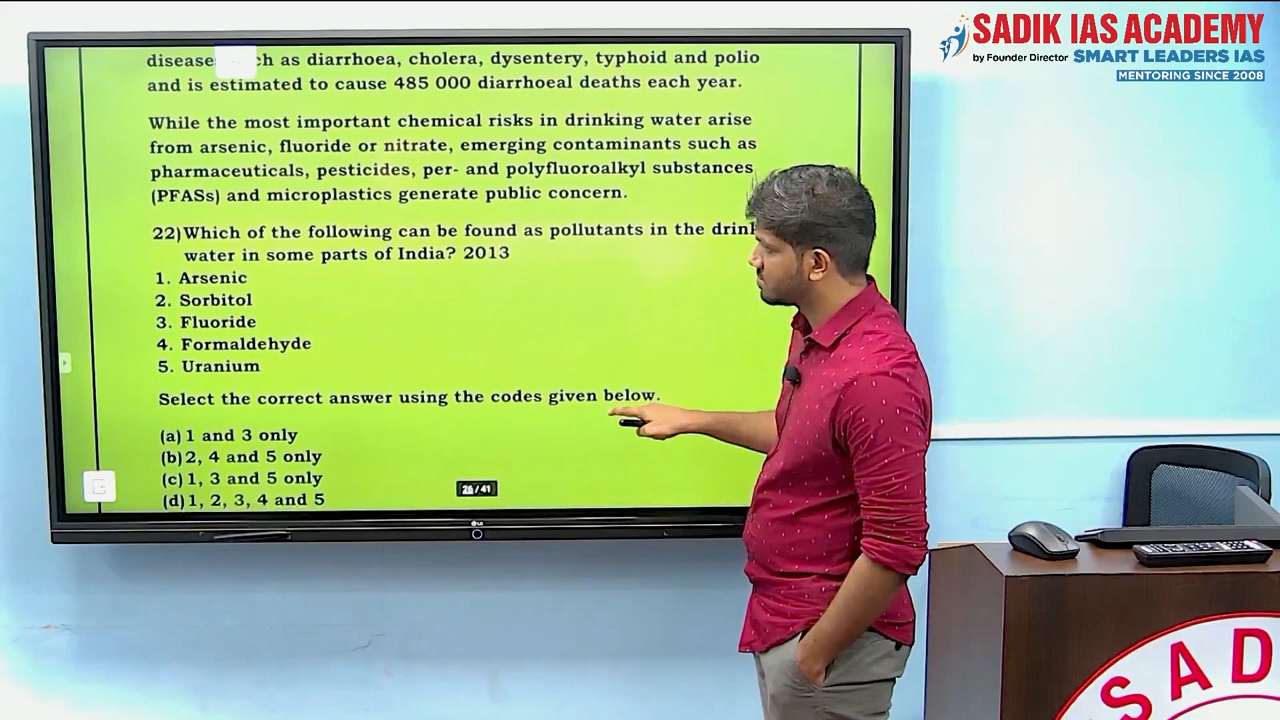 SADIK IAS ACADEMY
by Founder Director SMART LEADERS IAS
MENTORING SINCE 2008
as diarrhoea, cholera, dysentery, typhoid and polio
and is estimated to cause 485 000 diarrhoeal deaths each year.
While the most important chemical risks in drinking water arise
from arsenic, fluoride or nitrate, emerging contaminants such as
pharmaceuticals, pesticides, per- and polyfluoroalkyl substances
(PFASs) and microplastics generate public concern.
22)Which of the following can be found as pollutants in the
water in some parts of India? 2013
1. Arsenic
2. Sorbitol
3. Fluoride
4. Formaldehyde
5. Uranium
Select the correct answer using the codes given below.
(a) 1 and 3 only
(b) 2, 4 and 5 only
(c) 1, 3 and 5 only
(d) 1, 2, 3, 4 and 5
26 / 41
LG
SAD